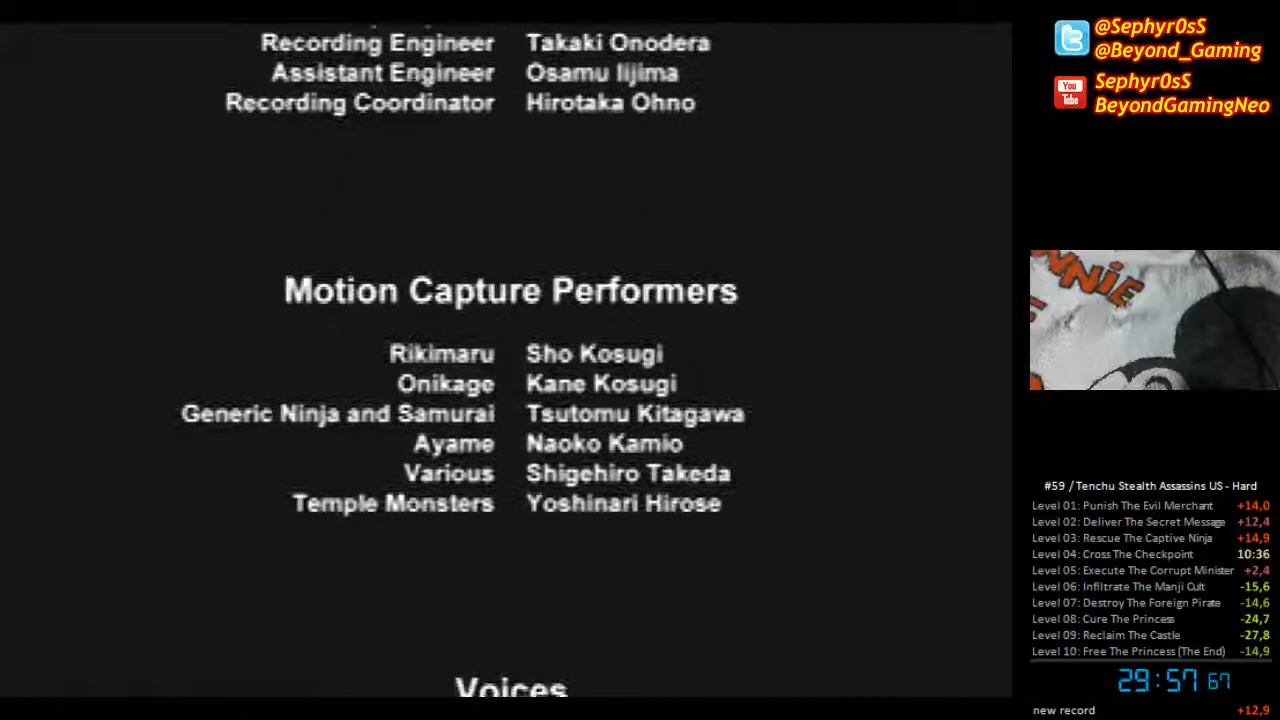 Recording Engineer Takaki Onodera
Assistant Engineer Osamu Iijima
Recording Coordinator Hirotaka Ohno
Motion Capture Performers
Rikimaru Sho Kosugi
Onikage Kane Kosugi
Generic Ninja and Samurai Tsutomu Kitagawa
Ayame Naoko Kamio
Various Shigehiro Takeda
Temple Monsters Yoshinari Hirose
Voices
@Sephyr0sS
@Beyond_Gaming
You Tube
Sephyr0sS
BeyondGamingNeo
#59 / Tenchu Stealth Assassins US - Hard
Level 01: Punish The Evil Merchant +14,0
Level 02: Deliver The Secret Message +12,4
Level 03: Rescue The Captive Ninja +14,9
Level 04: Cross The Checkpoint 10:36
Level 05: Execute The Corrupt Minister +2,4
Level 06: Infiltrate The Manji Cult -15,6
Level 07: Destroy The Foreign Pirate -14,6
Level 08: Cure The Princess -24,7
Level 09: Reclaim The Castle -27,8
Level 10: Free The Princess (The End) -14,9
29:57 67
new record +12,9